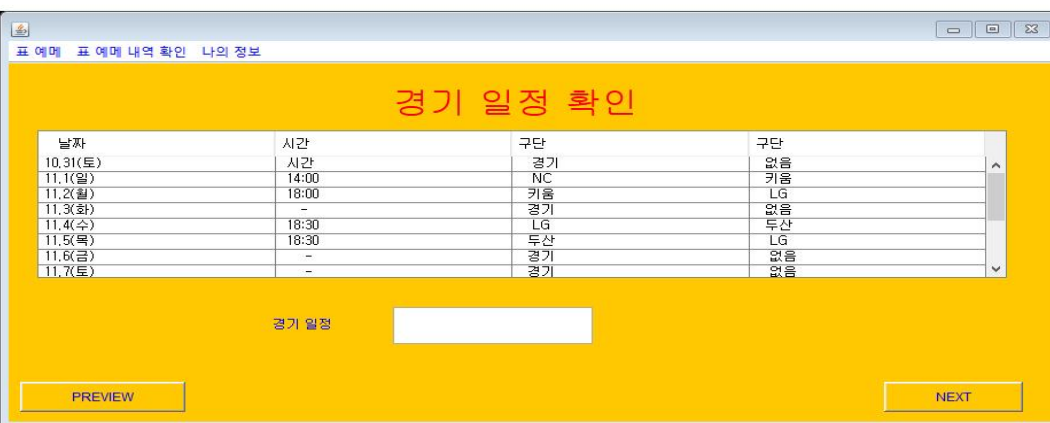 표 예메 표 예메 내역 확인 나의 정보
경기 일정 확인
날짜 시간 구단 구단
10.31(토) 시간 경기 없음
11.1(일) 14:00 NC 키움
11.2(월) 18:00 키움 LG
11.3(화) - 경기 없음
11.4(수) 18:30 LG 두산
11.5(목) 18:30 두산 LG
11.6(금) - 경기 없음
11.7(토) - 경기 없음
경기 일정
PREVIEW NEXT